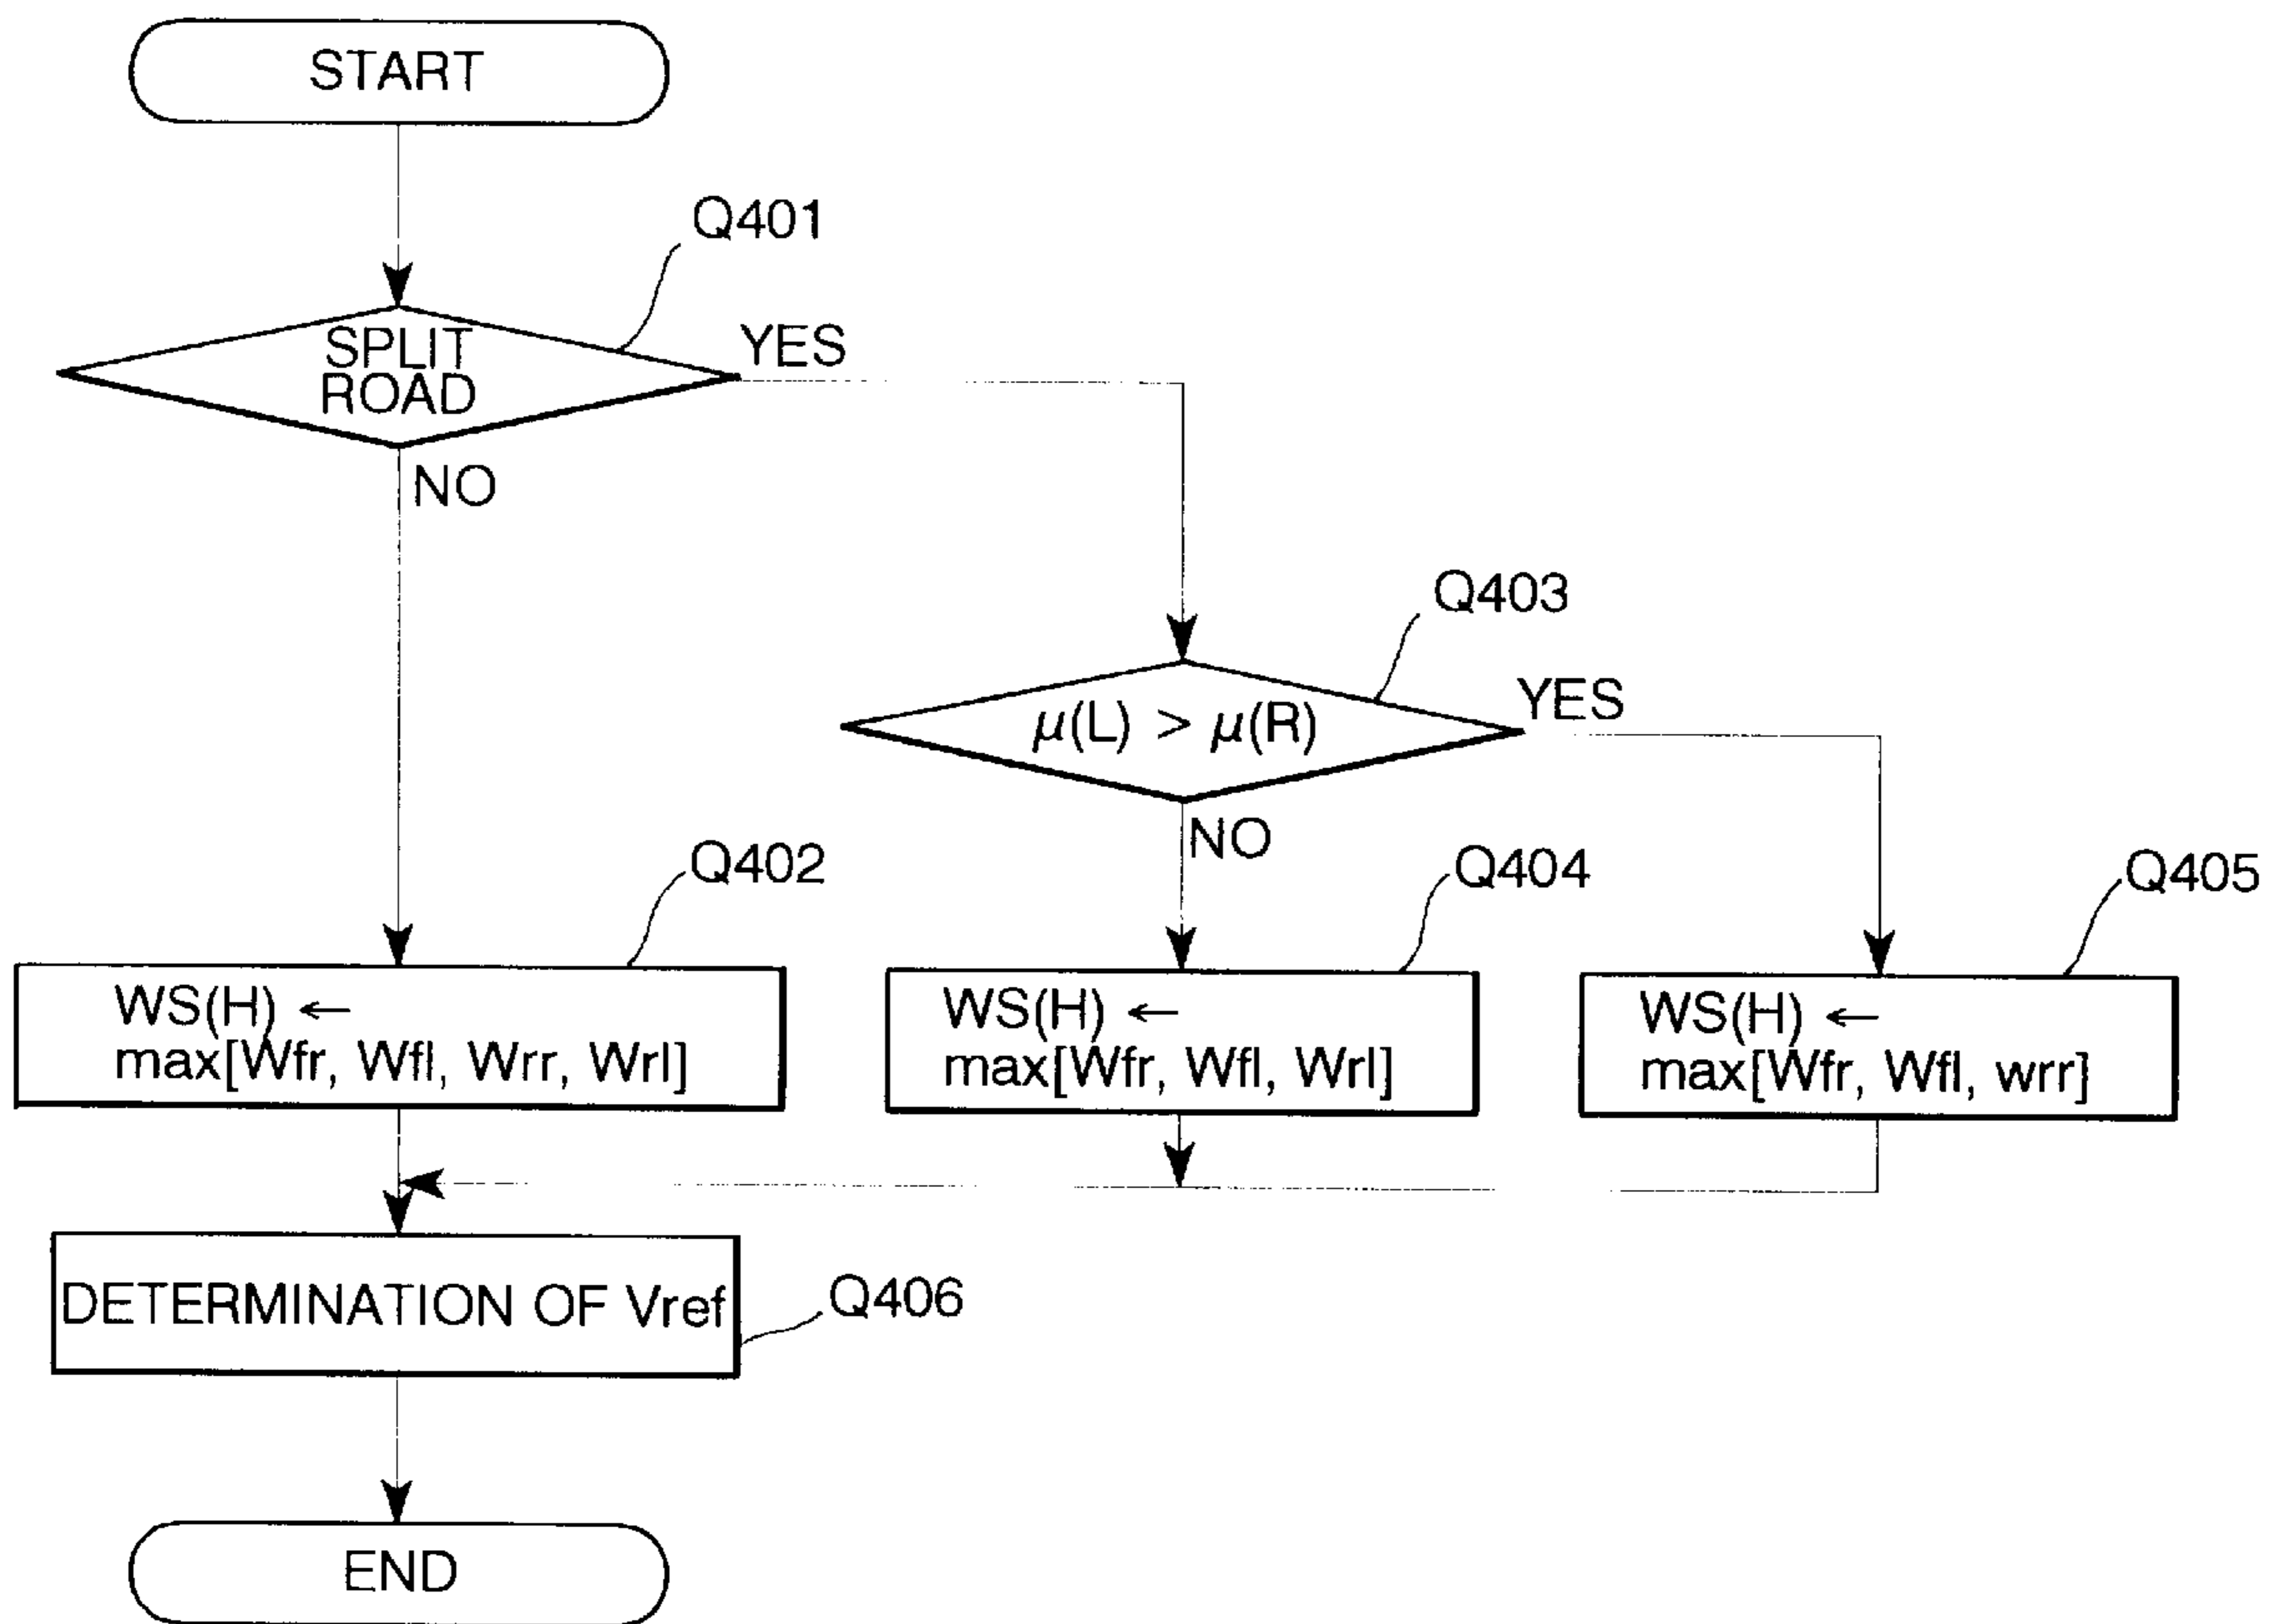 START
Q401
SPLIT
ROAD
YES
NO
Q403
μ(L) > μ(R)
YES
NO
Q402
WS(H) ←
max[Wfr, Wfl, Wrr, Wrl]
Q404
WS(H) ←
max[Wfr, Wfl, Wrl]
Q405
WS(H) ←
max[Wfr, Wfl, wrr]
DETERMINATION OF Vref
Q406
END